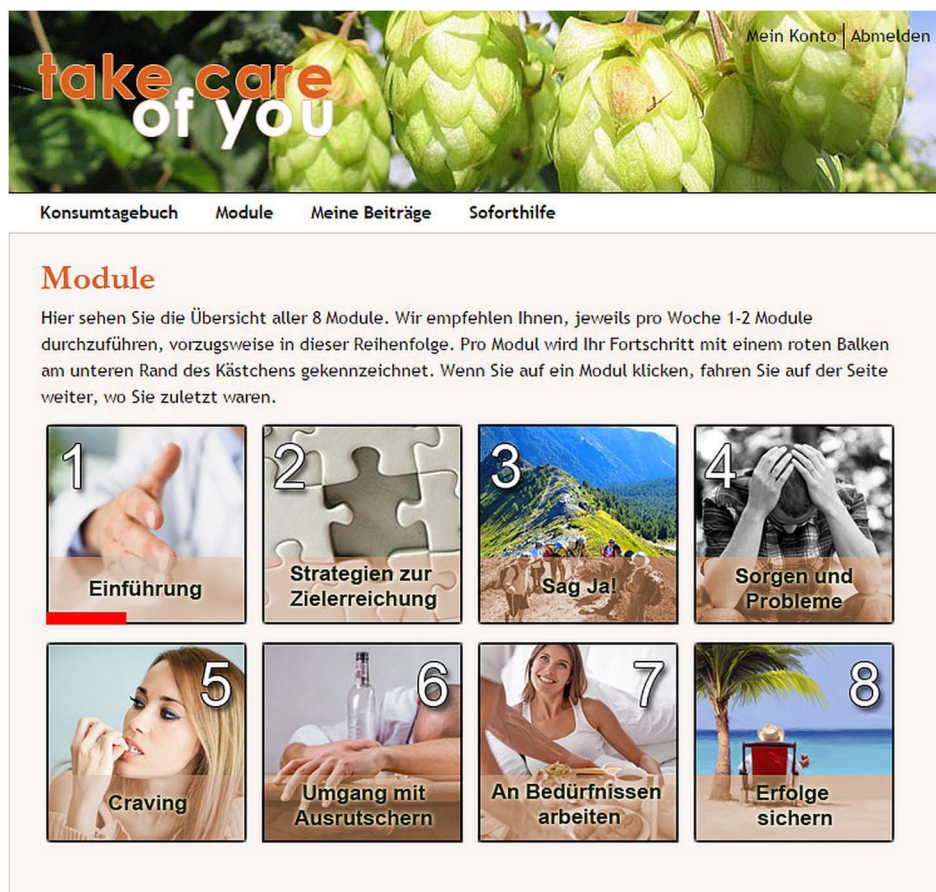 Mein Konto | Abmelden
take care
of you
Konsumtagebuch Module Meine Beiträge Soforthilfe
Module
Hier sehen Sie die Übersicht aller 8 Module. Wir empfehlen Ihnen, jeweils pro Woche 1-2 Module
durchzuführen, vorzugsweise in dieser Reihenfolge. Pro Modul wird Ihr Fortschritt mit einem roten Balken
am unteren Rand des Kästchens gekennzeichnet. Wenn Sie auf ein Modul klicken, fahren Sie auf der Seite
weiter, wo Sie zuletzt waren.
1
Einführung
2
Strategien zur
Zielerreichung
3
Sag Ja!
4
Sorgen und
Probleme
5
Craving
6
Umgang mit
Ausrutschern
7
An Bedürfnissen
arbeiten
8
Erfolge
sichern